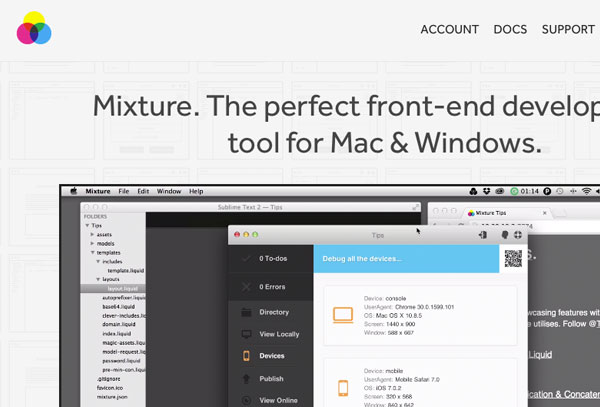 ACCOUNT DOCS SUPPORT
Mixture. The perfect front-end develop
tool for Mac & Windows.
Mixture File Edit Window Help 01:14
Sublime Text 2 — Tips
Mixture Tips
FOLDERS
Tips
assets
models
templates
includes
template.liquid
layouts
layout.liquid
autoprefixer.liquid
base64.liquid
clever-includes.liquid
domain.liquid
index.liquid
magic-assets.liquid
model-request.liquid
password.liquid
pre-min-con.liquid
.gitignore
favicon.ico
mixture.json
Tips
0 To-dos
0 Errors
Directory
View Locally
Devices
Publish
View Online
Debug all the devices...
Device: console
UserAgent: Chrome 30.0.1599.101
OS: Mac OS X 10.8.5
Screen: 1440 x 900
Window: 588 x 667
Device: mobile
UserAgent: Mobile Safari 7.0
OS: iOS 7.0.2
Screen: 320 x 568
Window: 640 x 642
s.
wcasing features wit
e utilises. Follow @T
Liquid
ication & Concaten